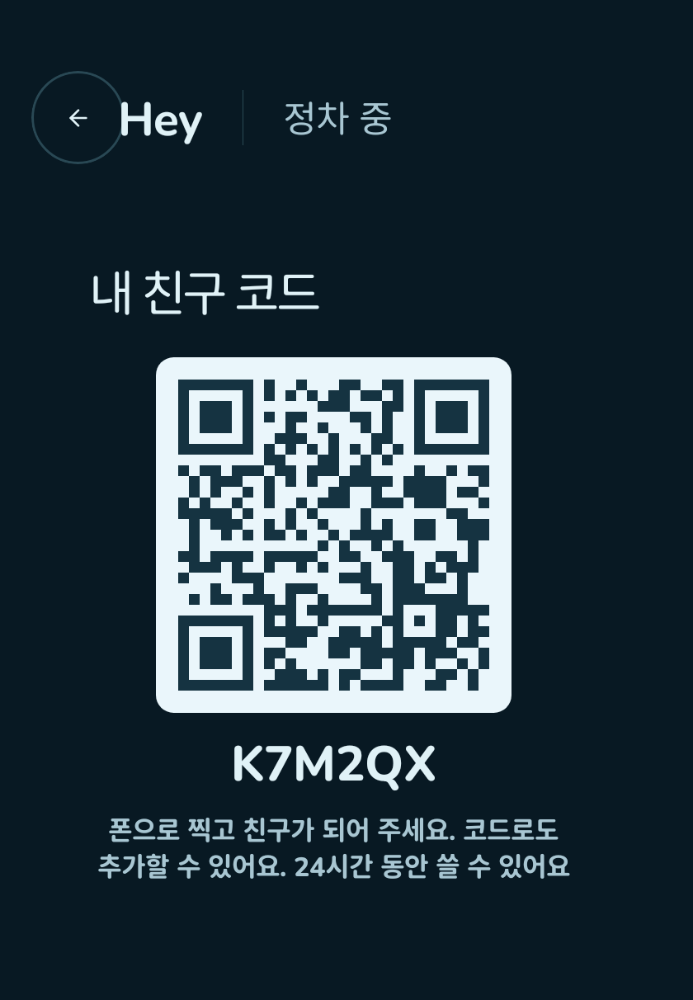 Hey 정차 중
내 친구 코드
K7M2QX
폰으로 찍고 친구가 되어 주세요. 코드로도
추가할 수 있어요. 24시간 동안 쓸 수 있어요